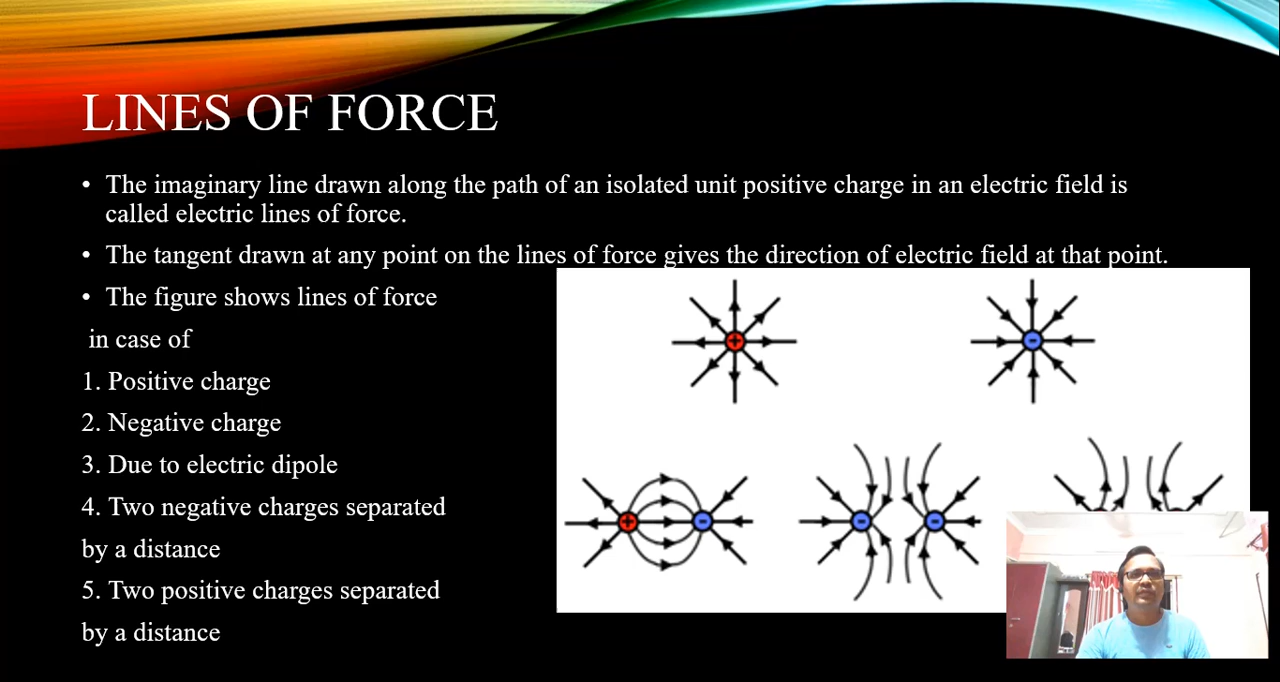 LINES OF FORCE
• The imaginary line drawn along the path of an isolated unit positive charge in an electric field is
called electric lines of force.
• The tangent drawn at any point on the lines of force gives the direction of electric field at that point.
• The figure shows lines of force
in case of
1. Positive charge
2. Negative charge
3. Due to electric dipole
4. Two negative charges separated
by a distance
5. Two positive charges separated
by a distance
+
-
+
-
-
-